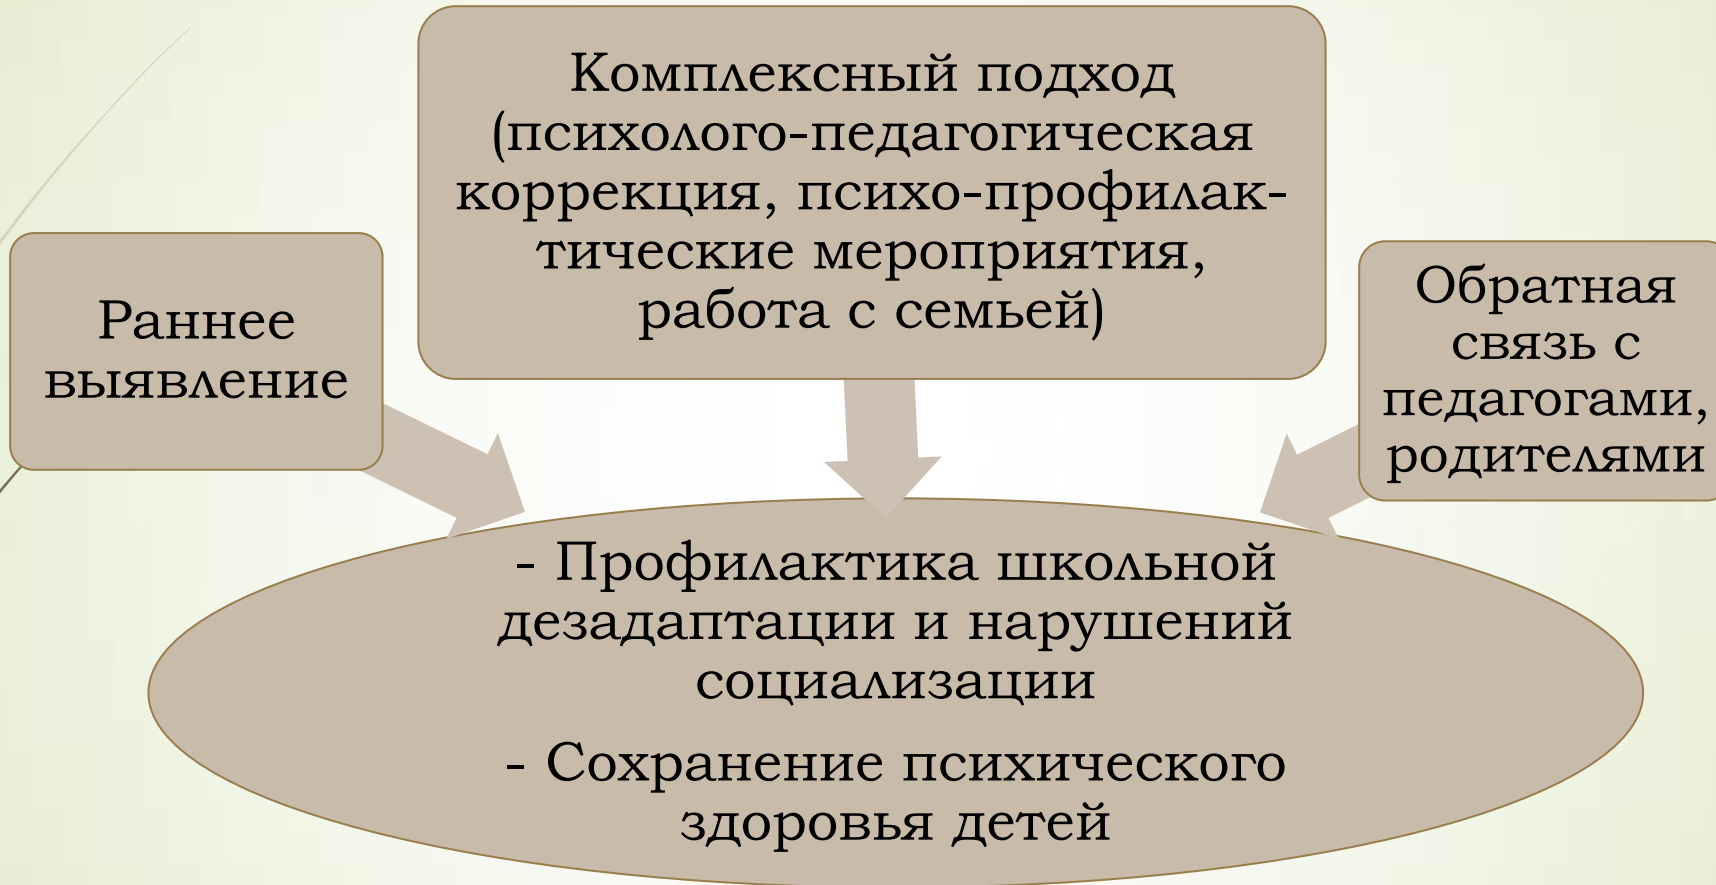 Комплексный подход
(психолого-педагогическая
коррекция, психо-профилак-
тические мероприятия,
работа с семьей)
Раннее
выявление
Обратная
связь с
педагогами,
родителями
- Профилактика школьной
дезадаптации и нарушений
социализации
- Сохранение психического
здоровья детей